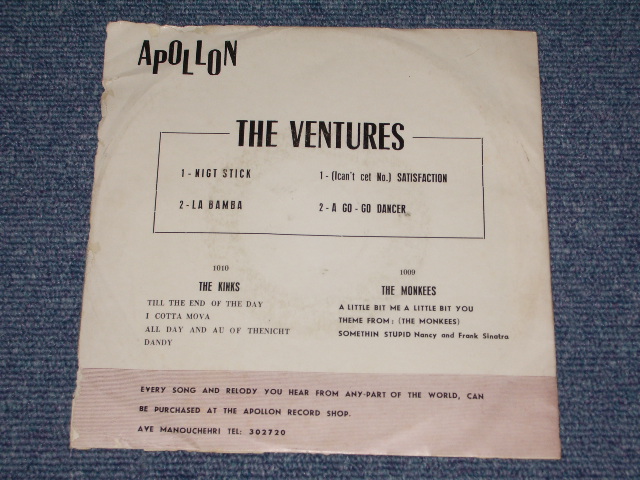 APOLLON
THE VENTURES
1 - NIGT STICK
2 - LA BAMBA
1 - (Ican't cet No.) SATISFACTION
2 - A GO - GO DANCER
1010
THE KINKS
TILL THE END OF THE DAY
I COTTA MOVA
ALL DAY AND AU OF THENICHT
DANDY
1009
THE MONKEES
A LITTLE BIT ME A LITTLE BIT YOU
THEME FROM : (THE MONKEES)
SOMETHIN STUPID Nancy and Frank Sinatra
EVERY SONG AND RELODY YOU HEAR FROM ANY-PART OF THE WORLD, CAN
BE PURCHASED AT THE APOLLON RECORD SHOP.
AVE MANOUCHEHRI TEL: 302720